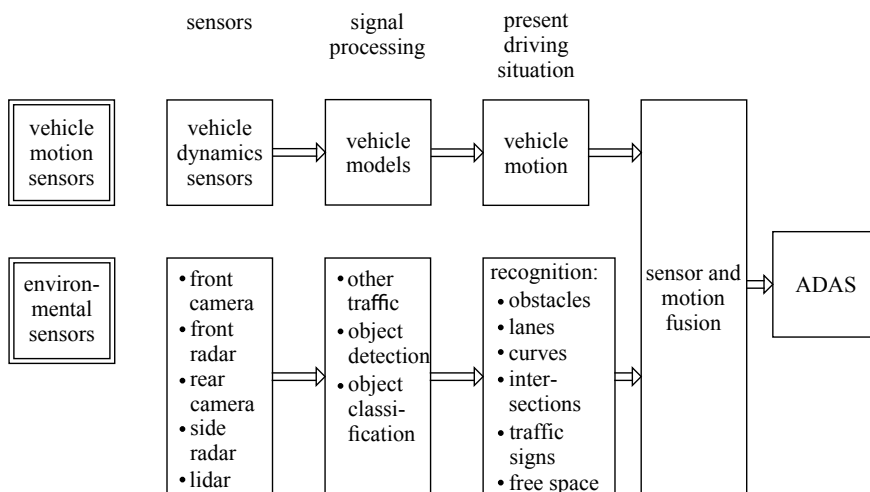 sensors
signal
processing
present
driving
situation
vehicle
motion
sensors
vehicle
dynamics
sensors
vehicle
models
vehicle
motion
environ-
mental
sensors
• front
camera
• front
radar
• rear
camera
• side
radar
• lidar
• other
traffic
• object
detection
• object
classi-
fication
recognition:
• obstacles
• lanes
• curves
• inter-
sections
• traffic
signs
• free space
sensor and
motion
fusion
ADAS